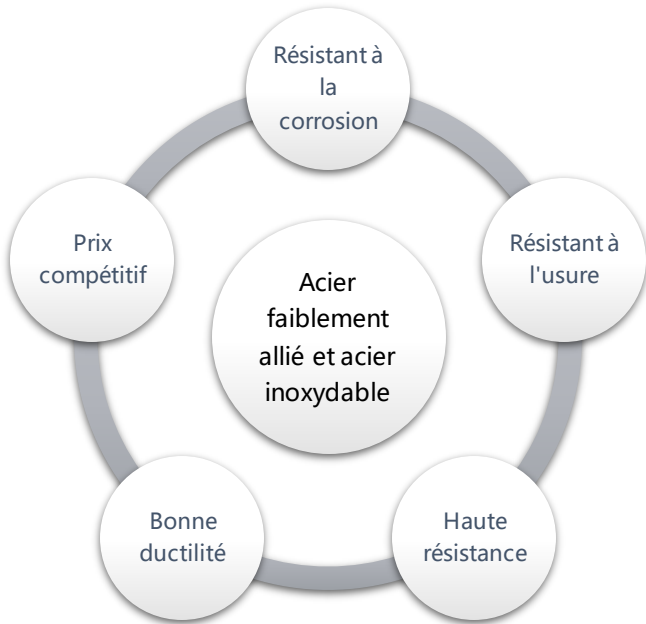 Résistant à
la
corrosion
Résistant à
l'usure
Haute
résistance
Bonne
ductilité
Prix
compétitif
Acier
faiblement
allié et acier
inoxydable